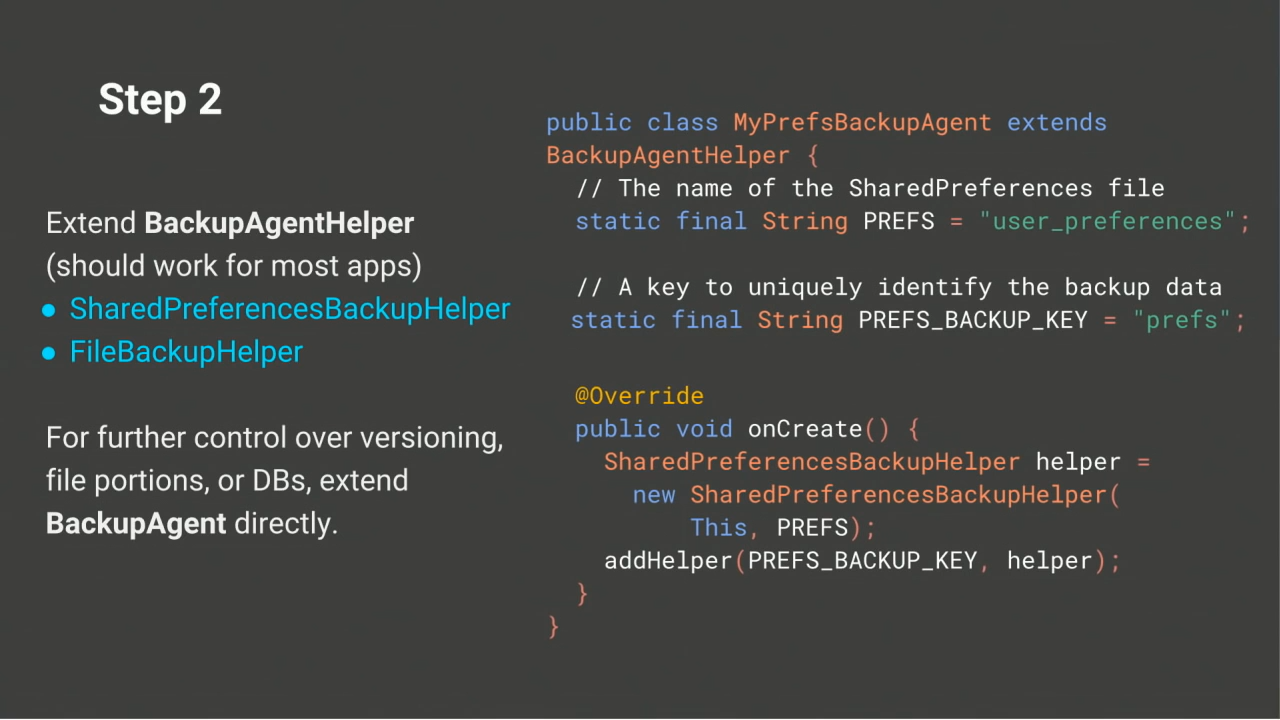 Step 2
Extend BackupAgentHelper
(should work for most apps)
● SharedPreferencesBackupHelper
● FileBackupHelper
For further control over versioning,
file portions, or DBs, extend
BackupAgent directly.
public class MyPrefsBackupAgent extends
BackupAgentHelper {
// The name of the SharedPreferences file
static final String PREFS = "user_preferences";
// A key to uniquely identify the backup data
static final String PREFS_BACKUP_KEY = "prefs";
@Override
public void onCreate() {
SharedPreferencesBackupHelper helper =
new SharedPreferencesBackupHelper(
This, PREFS);
addHelper(PREFS_BACKUP_KEY, helper);
}
}